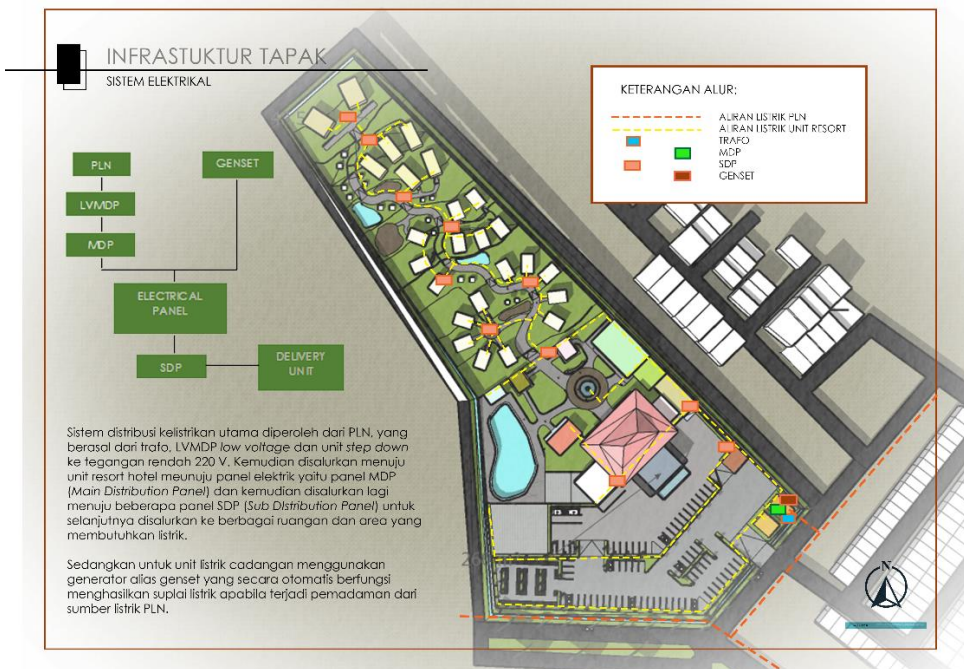 INFRASTUKTUR TAPAK
SISTEM ELEKTRIKAL
KETERANGAN ALUR:
ALIRAN LISTRIK PLN
ALIRAN LISTRIK UNIT RESORT
TRAFO
MDP
SDP
GENSET
PLN
GENSET
LVMDP
MDP
ELECTRICAL
PANEL
SDP
DELIVERY
UNIT
Sistem distribusi kelistrikan utama diperoleh dari PLN, yang
berasal dari trafo, LVMDP low voltage dan unit step down
ke tegangan rendah 220 V. Kemudian disalurkan menuju
unit resort hotel meunuju panel elektrik yaitu panel MDP
(Main Distribution Panel) dan kemudian disalurkan lagi
menuju beberapa panel SDP (Sub Distribution Panel) untuk
selanjutnya disalurkan ke berbagai ruangan dan area yang
membutuhkan listrik.
Sedangkan untuk unit listrik cadangan menggunakan
generator alias genset yang secara otomatis berfungsi
menghasilkan suplai listrik apabila terjadi pemadaman dari
sumber listrik PLN.
N